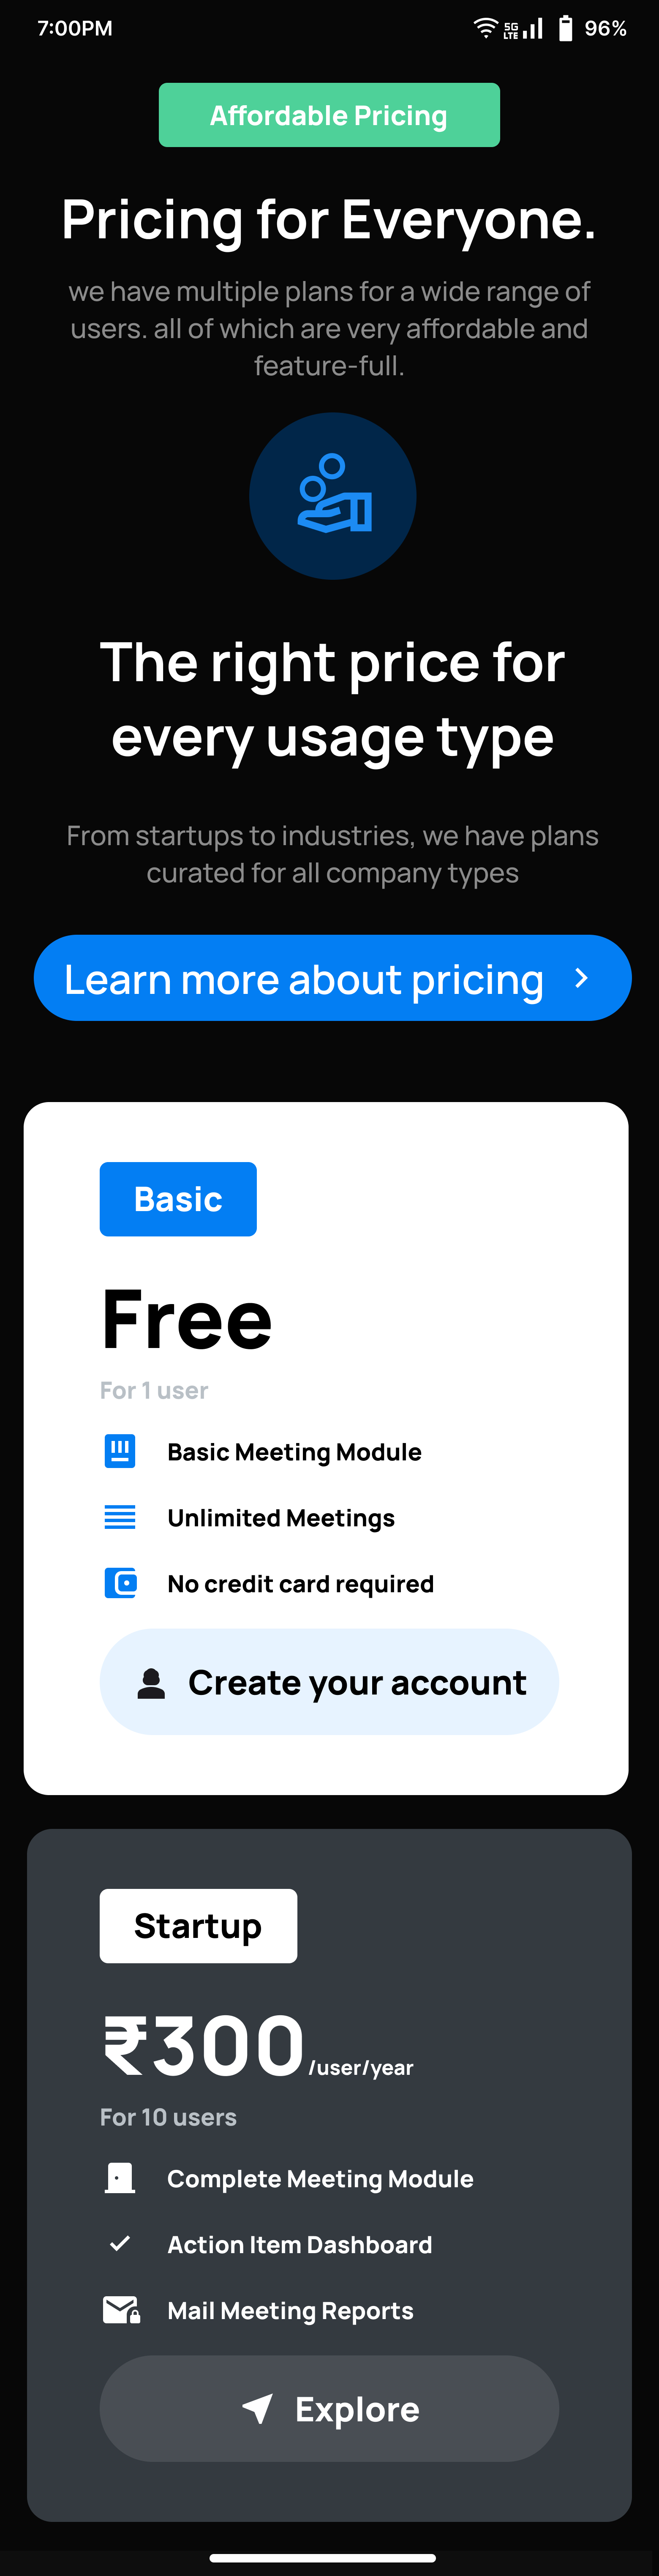 7:00PM
5G
LTE
96%
Affordable Pricing
Pricing for Everyone.
we have multiple plans for a wide range of
users. all of which are very affordable and
feature-full.
The right price for
every usage type
From startups to industries, we have plans
curated for all company types
Learn more about pricing
Basic
Free
For 1 user
Basic Meeting Module
Unlimited Meetings
No credit card required
Create your account
Startup
₹300 /user/year
For 10 users
Complete Meeting Module
Action Item Dashboard
Mail Meeting Reports
Explore